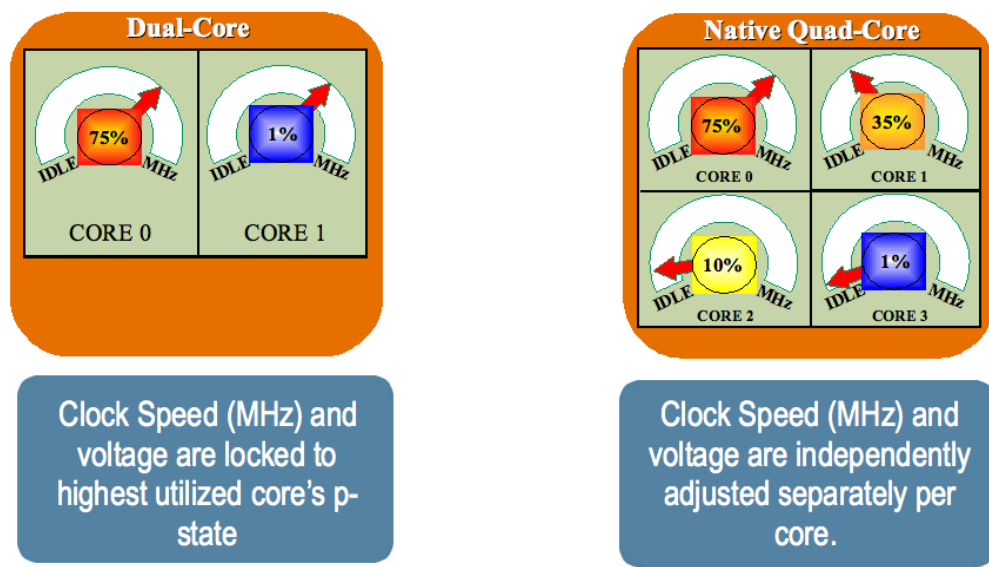 Dual-Core
75%
IDLE
MHz
CORE 0
1%
IDLE
MHz
CORE 1
Clock Speed (MHz) and
voltage are locked to
highest utilized core's p-
state
Native Quad-Core
75%
IDLE
MHz
CORE 0
35%
IDLE
MHz
CORE 1
10%
IDLE
MHz
CORE 2
1%
IDLE
MHz
CORE 3
Clock Speed (MHz) and
voltage are independently
adjusted separately per
core.